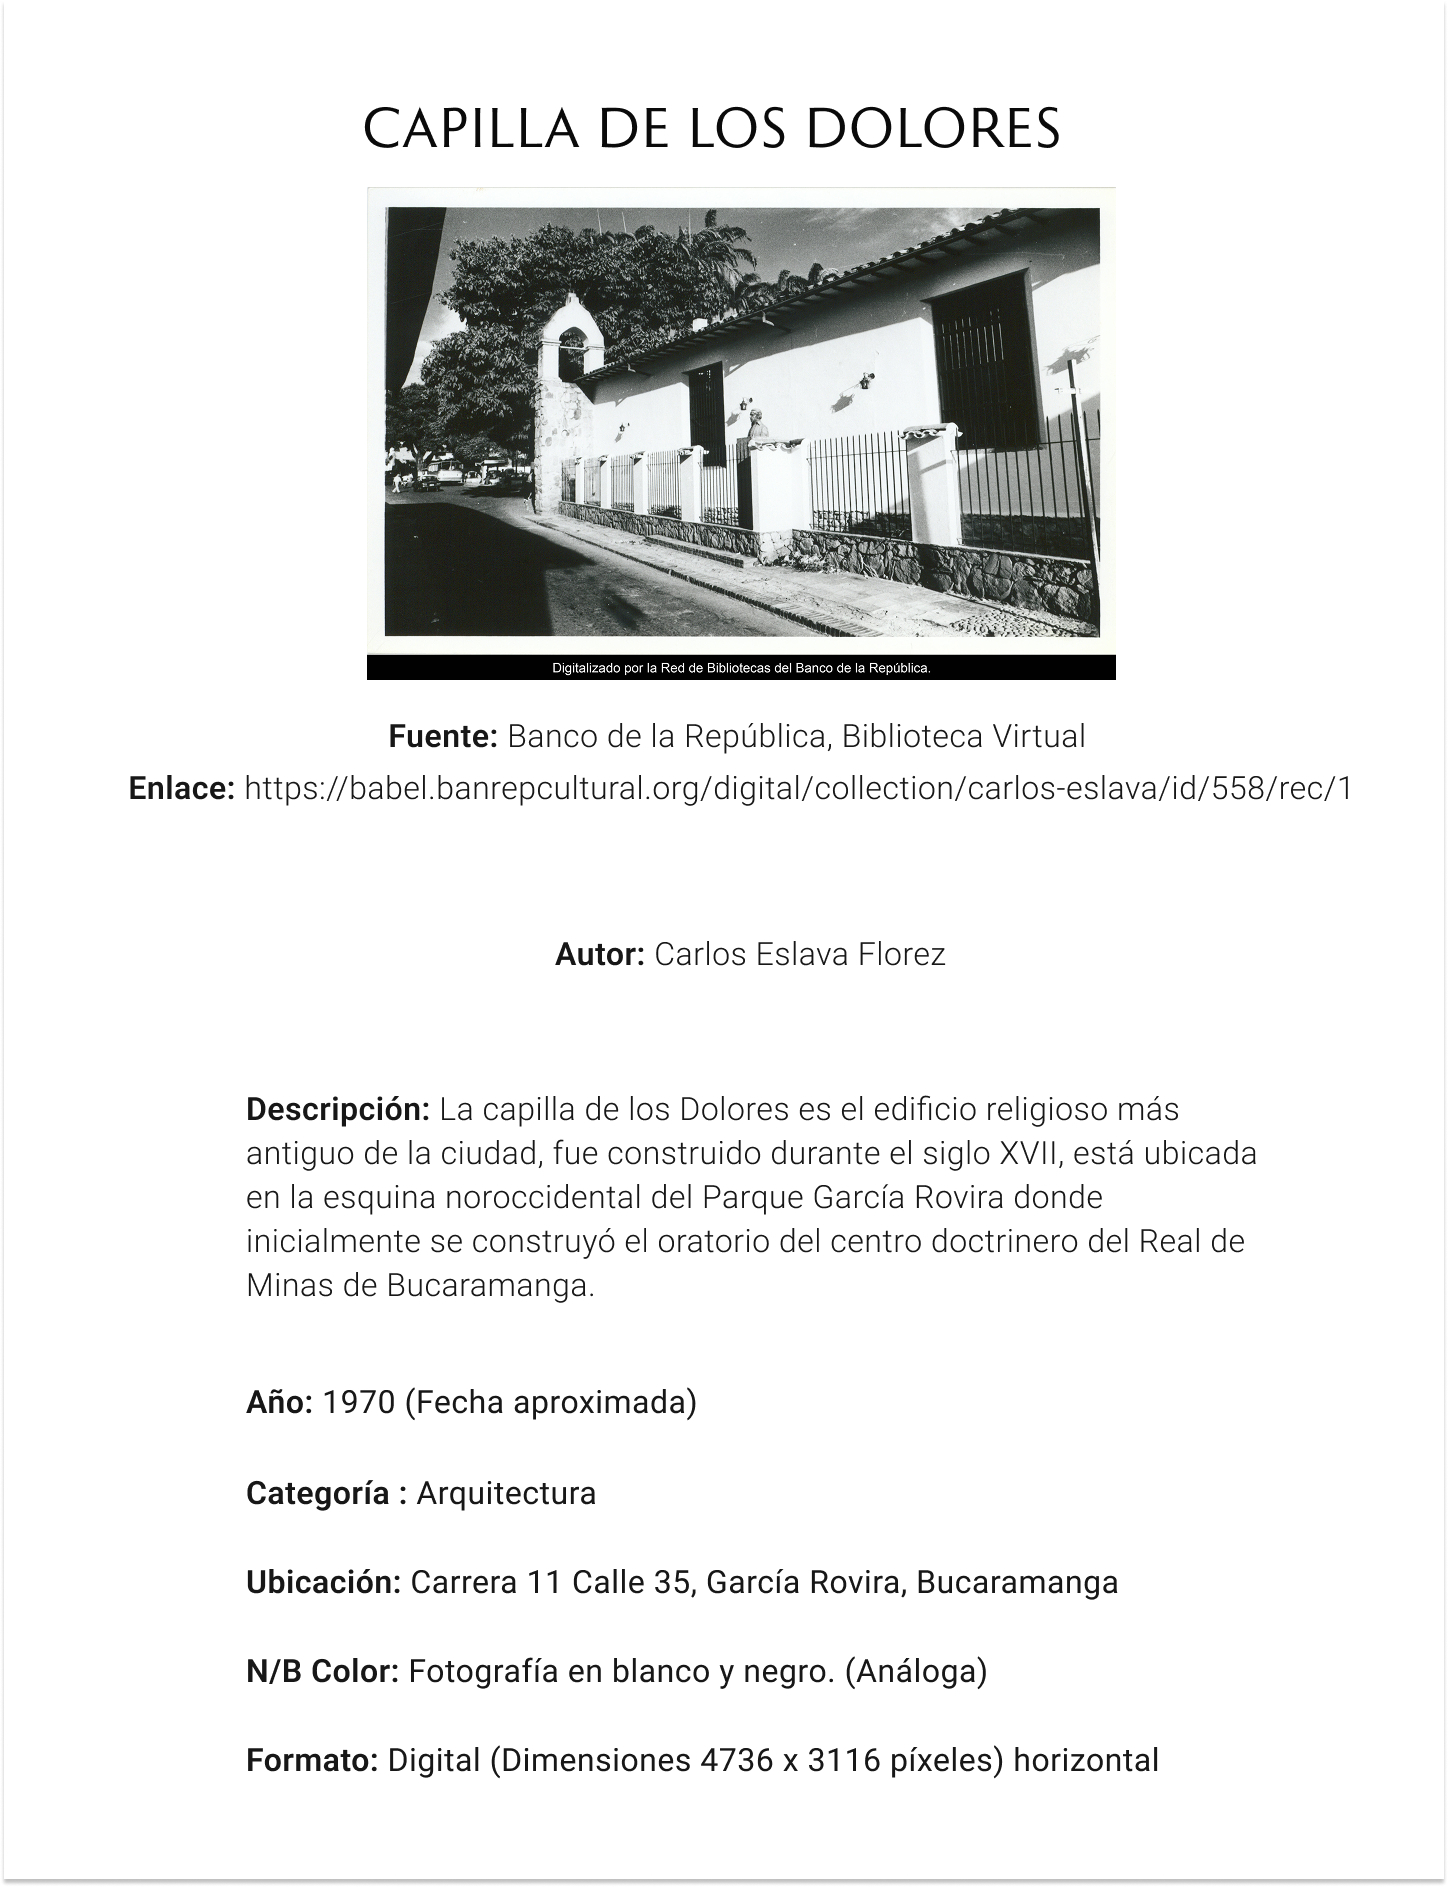 CAPILLA DE LOS DOLORES
Digitalizado por la Red de Bibliotecas del Banco de la República.
Fuente: Banco de la República, Biblioteca Virtual
Enlace: https://babel.banrepcultural.org/digital/collection/carlos-eslava/id/558/rec/1
Autor: Carlos Eslava Florez
Descripción: La capilla de los Dolores es el edificio religioso más
antiguo de la ciudad, fue construido durante el siglo XVII, está ubicada
en la esquina noroccidental del Parque García Rovira donde
inicialmente se construyó el oratorio del centro doctrinero del Real de
Minas de Bucaramanga.
Año: 1970 (Fecha aproximada)
Categoría : Arquitectura
Ubicación: Carrera 11 Calle 35, García Rovira, Bucaramanga
N/B Color: Fotografía en blanco y negro. (Análoga)
Formato: Digital (Dimensiones 4736 x 3116 píxeles) horizontal